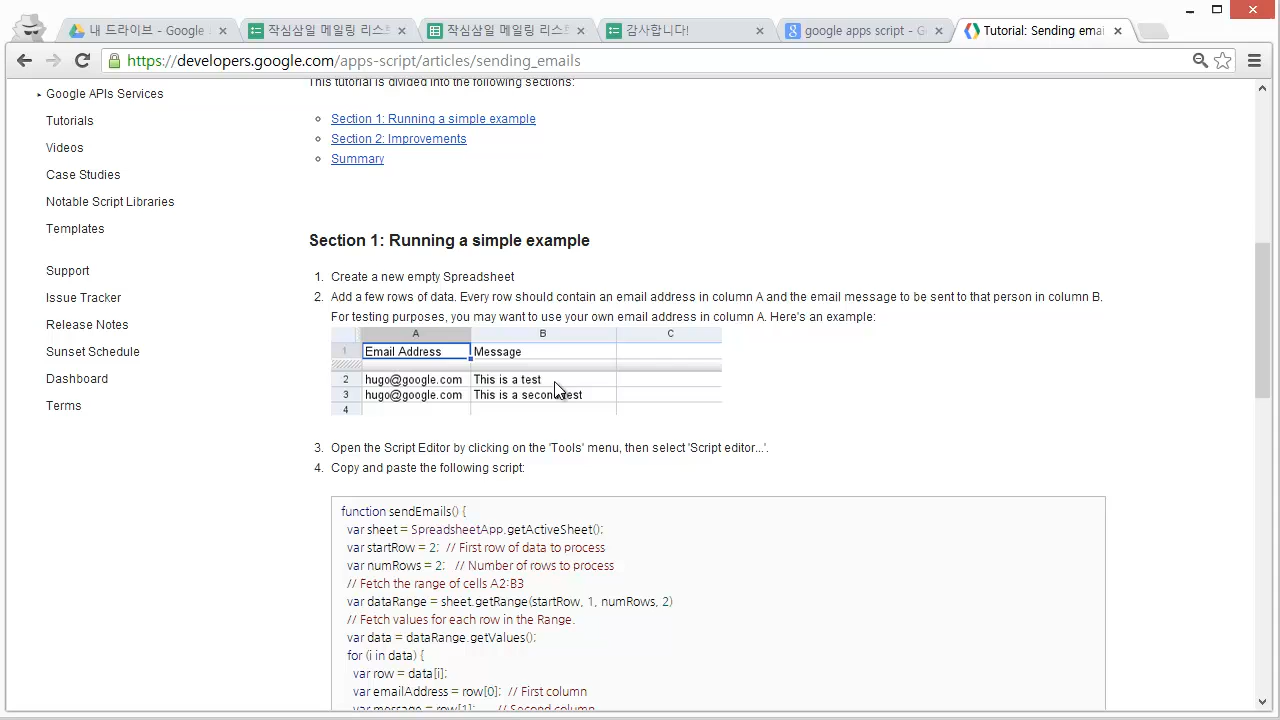 내 드라이브 - Google
작심삼일 메일링 리스트
작심삼일 메일링 리스트
감사합니다!
google apps script - G
Tutorial: Sending emai
https://developers.google.com/apps-script/articles/sending_emails
Google APIs Services
Tutorials
Videos
Case Studies
Notable Script Libraries
Templates
Support
Issue Tracker
Release Notes
Sunset Schedule
Dashboard
Terms
This tutorial is divided into the following sections:
Section 1: Running a simple example
Section 2: Improvements
Summary
Section 1: Running a simple example
1. Create a new empty Spreadsheet
2. Add a few rows of data. Every row should contain an email address in column A and the email message to be sent to that person in column B.
For testing purposes, you may want to use your own email address in column A. Here's an example:
A B C
1 Email Address Message
2 hugo@google.com This is a test
3 hugo@google.com This is a second test
4
3. Open the Script Editor by clicking on the 'Tools' menu, then select 'Script editor...'.
4. Copy and paste the following script:
function sendEmails() {
var sheet = SpreadsheetApp.getActiveSheet();
var startRow = 2; // First row of data to process
var numRows = 2; // Number of rows to process
// Fetch the range of cells A2:B3
var dataRange = sheet.getRange(startRow, 1, numRows, 2)
// Fetch values for each row in the Range.
var data = dataRange.getValues();
for (i in data) {
var row = data[i];
var emailAddress = row[0]; // First column
var message = row[1]; // Second column